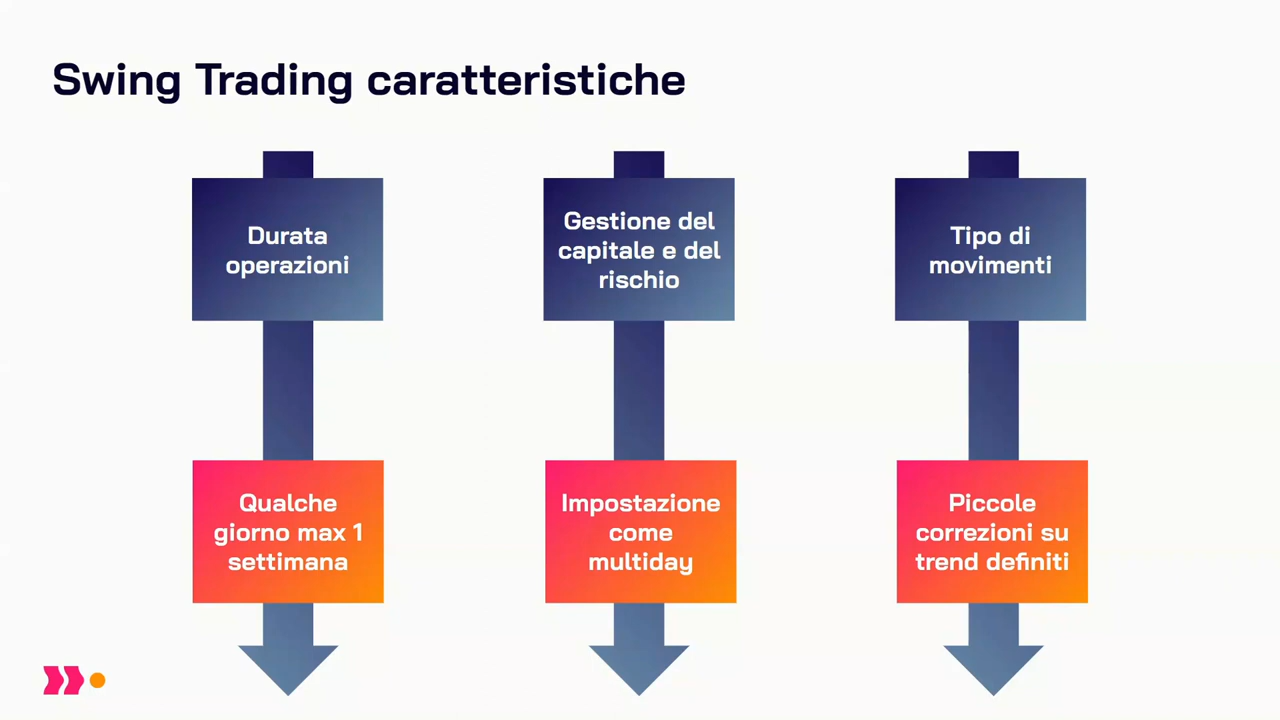 Swing Trading caratteristiche
Durata
operazioni
Gestione del
capitale e del
rischio
Tipo di
movimenti
Qualche
giorno max 1
settimana
Impostazione
come
multiday
Piccole
correzioni su
trend definiti